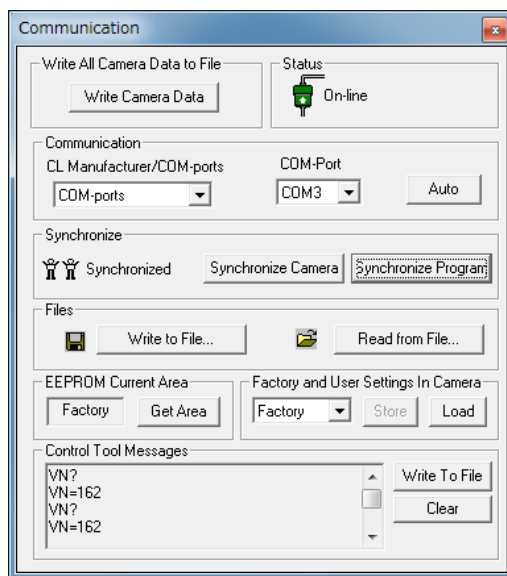 Communication
Write All Camera Data to File
Write Camera Data
Status
On-line
Communication
CL Manufacturer/COM-ports
COM-Port
COM-ports
COM3
Auto
Synchronize
Synchronized
Synchronize Camera
Synchronize Program
Files
Write to File...
Read from File...
EEPROM Current Area
Factory
Get Area
Factory and User Settings In Camera
Factory
Store
Load
Control Tool Messages
VN?
VN=162
VN?
VN=162
Write To File
Clear